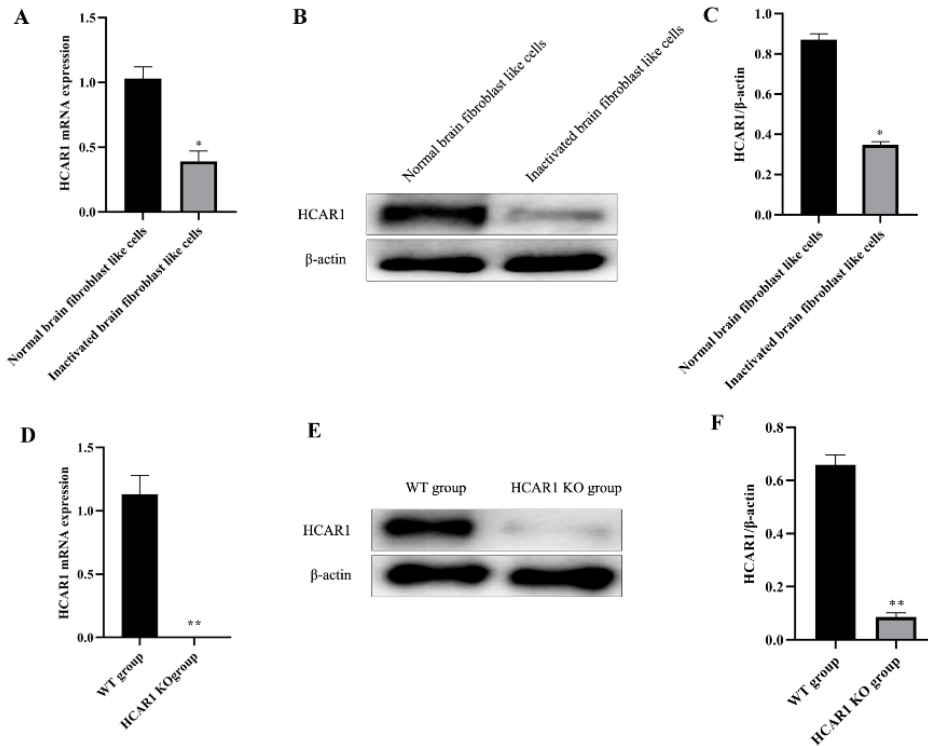 A
HCAR1 mRNA expression
1.5
1.0
0.5
0.0
*
Normal brain fibroblast like cells
Inactivated brain fibroblast like cells
B
Normal brain fibroblast like cells
Inactivated brain fibroblast like cells
HCAR1
β-actin
C
HCAR1/β-actin
1.0
0.8
0.6
0.4
0.2
0.0
*
Normal brain fibroblast like cells
Inactivated brain fibroblast like cells
D
HCAR1 mRNA expression
1.5
1.0
0.5
0.0
**
WT group
HCAR1 KOgroup
E
WT group HCAR1 KO group
HCAR1
β-actin
F
HCAR1/β-actin
0.8
0.6
0.4
0.2
0.0
**
WT group
HCAR1 KO group